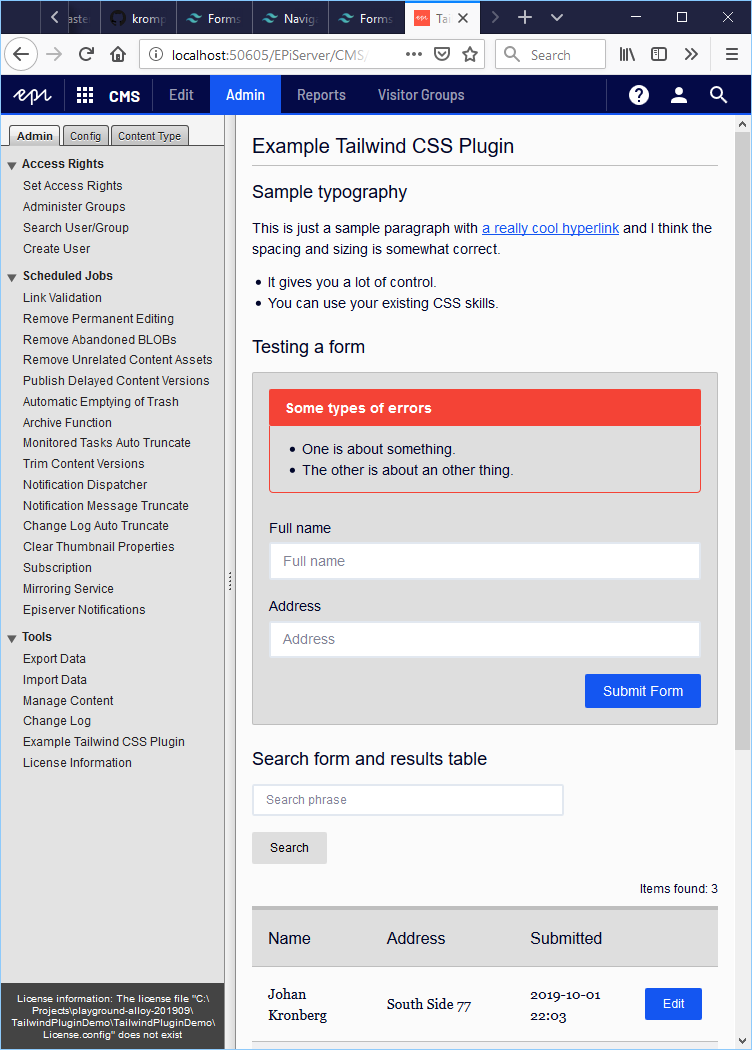 aste
kromp
Forms
Naviga
Forms
Tai
localhost:50605/EPiServer/CMS/
Search
epi
CMS
Edit
Admin
Reports
Visitor Groups
Admin
Config
Content Type
Access Rights
Set Access Rights
Administer Groups
Search User/Group
Create User
Scheduled Jobs
Link Validation
Remove Permanent Editing
Remove Abandoned BLOBs
Remove Unrelated Content Assets
Publish Delayed Content Versions
Automatic Emptying of Trash
Archive Function
Monitored Tasks Auto Truncate
Trim Content Versions
Notification Dispatcher
Notification Message Truncate
Change Log Auto Truncate
Clear Thumbnail Properties
Subscription
Mirroring Service
Episerver Notifications
Tools
Export Data
Import Data
Manage Content
Change Log
Example Tailwind CSS Plugin
License Information
License information: The license file "C:\
Projects\playground-alloy-201909\
TailwindPluginDemo\TailwindPluginDemo\
License.config" does not exist
Example Tailwind CSS Plugin
Sample typography
This is just a sample paragraph with a really cool hyperlink and I think the
spacing and sizing is somewhat correct.
• It gives you a lot of control.
• You can use your existing CSS skills.
Testing a form
Some types of errors
• One is about something.
• The other is about an other thing.
Full name
Full name
Address
Address
Submit Form
Search form and results table
Search phrase
Search
Items found: 3
Name Address Submitted
Johan
Kronberg
South Side 77
2019-10-01
22:03
Edit